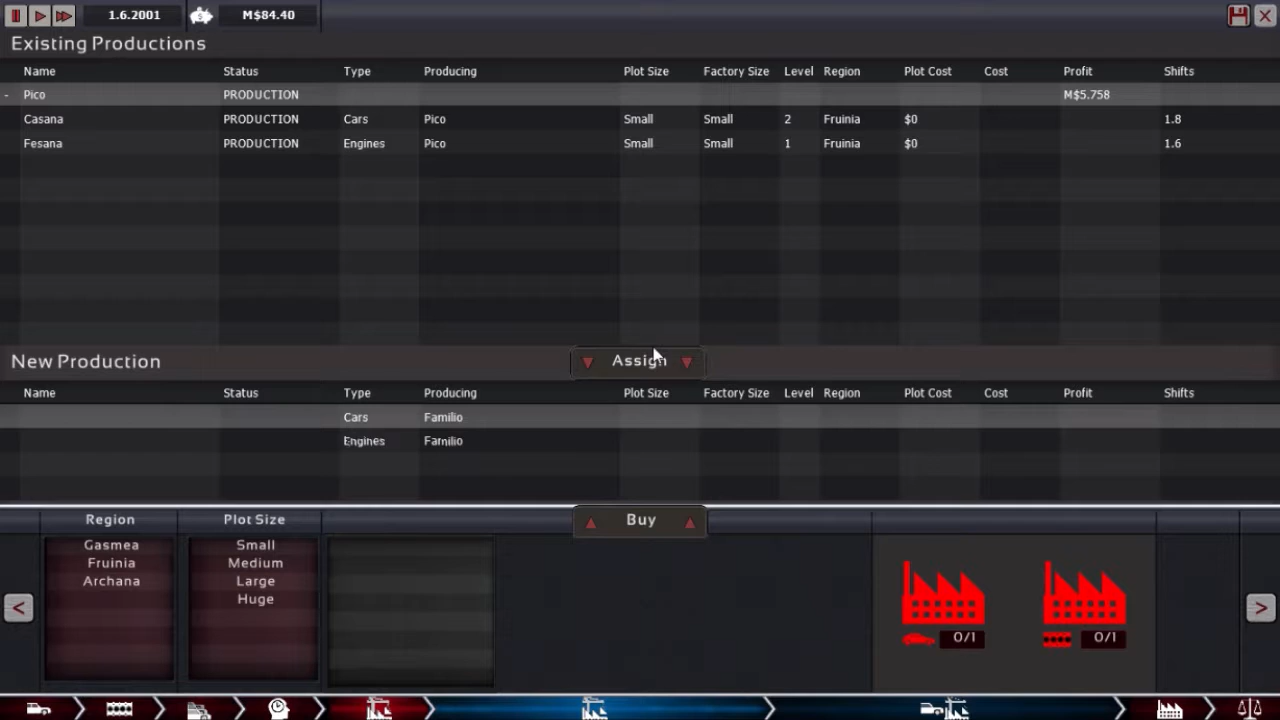 1.6.2001 M$84.40
Existing Productions
Name Status Type Producing Plot Size Factory Size Level Region Plot Cost Cost Profit Shifts
- Pico PRODUCTION M$5.758
Casana PRODUCTION Cars Pico Small Small 2 Fruinia $0 1.8
Fesana PRODUCTION Engines Pico Small Small 1 Fruinia $0 1.6
New Production Assign
Name Status Type Producing Plot Size Factory Size Level Region Plot Cost Cost Profit Shifts
Cars Familio
Engines Familio
Region Plot Size Buy
Gasmea Small
Fruinia Medium
Archana Large
Huge
< >
0/1 0/1